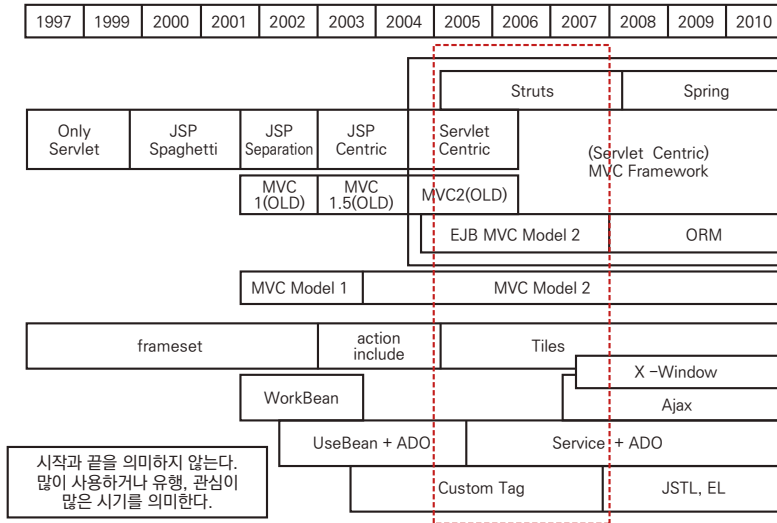 1997 1999 2000 2001 2002 2003 2004 2005 2006 2007 2008 2009 2010
Struts Spring
Only
Servlet
JSP
Spaghetti
JSP
Separation
JSP
Centric
Servlet
Centric
(Servlet Centric)
MVC Framework
MVC
1(OLD)
MVC
1.5(OLD)
MVC2(OLD)
EJB MVC Model 2 ORM
MVC Model 1 MVC Model 2
frameset
action
include
Tiles
X -Window
WorkBean
Ajax
UseBean + ADO Service + ADO
Custom Tag JSTL, EL
시작과 끝을 의미하지 않는다.
많이 사용하거나 유행, 관심이
많은 시기를 의미한다.